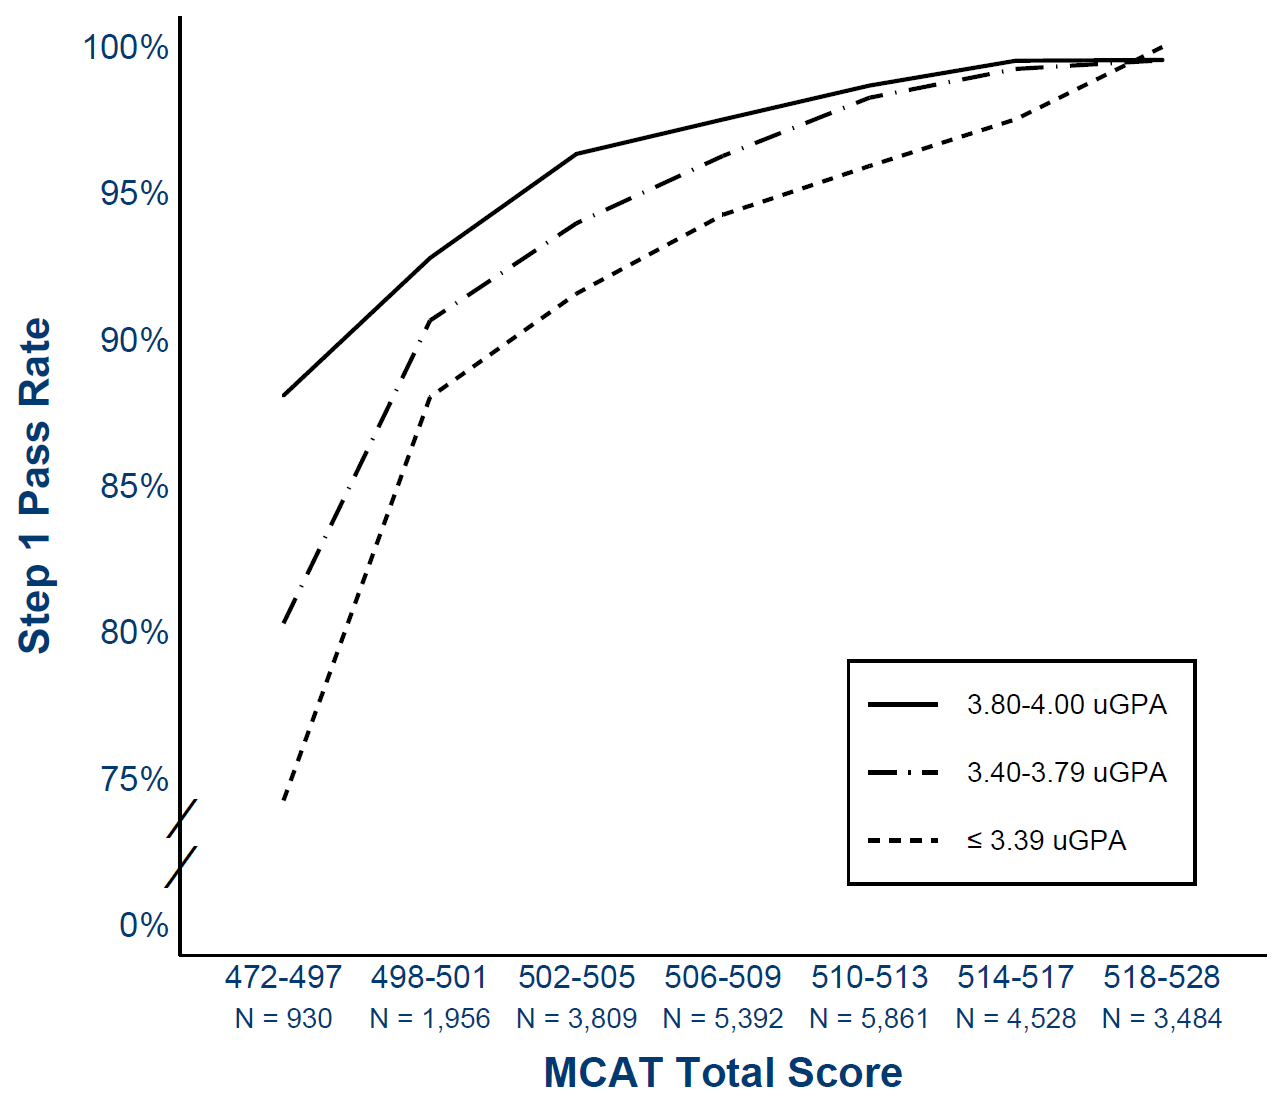 100%
95%
90%
85%
80%
75%
0%
Step 1 Pass Rate
3.80-4.00 uGPA
3.40-3.79 uGPA
≤ 3.39 uGPA
472-497 498-501 502-505 506-509 510-513 514-517 518-528
N = 930 N = 1,956 N = 3,809 N = 5,392 N = 5,861 N = 4,528 N = 3,484
MCAT Total Score